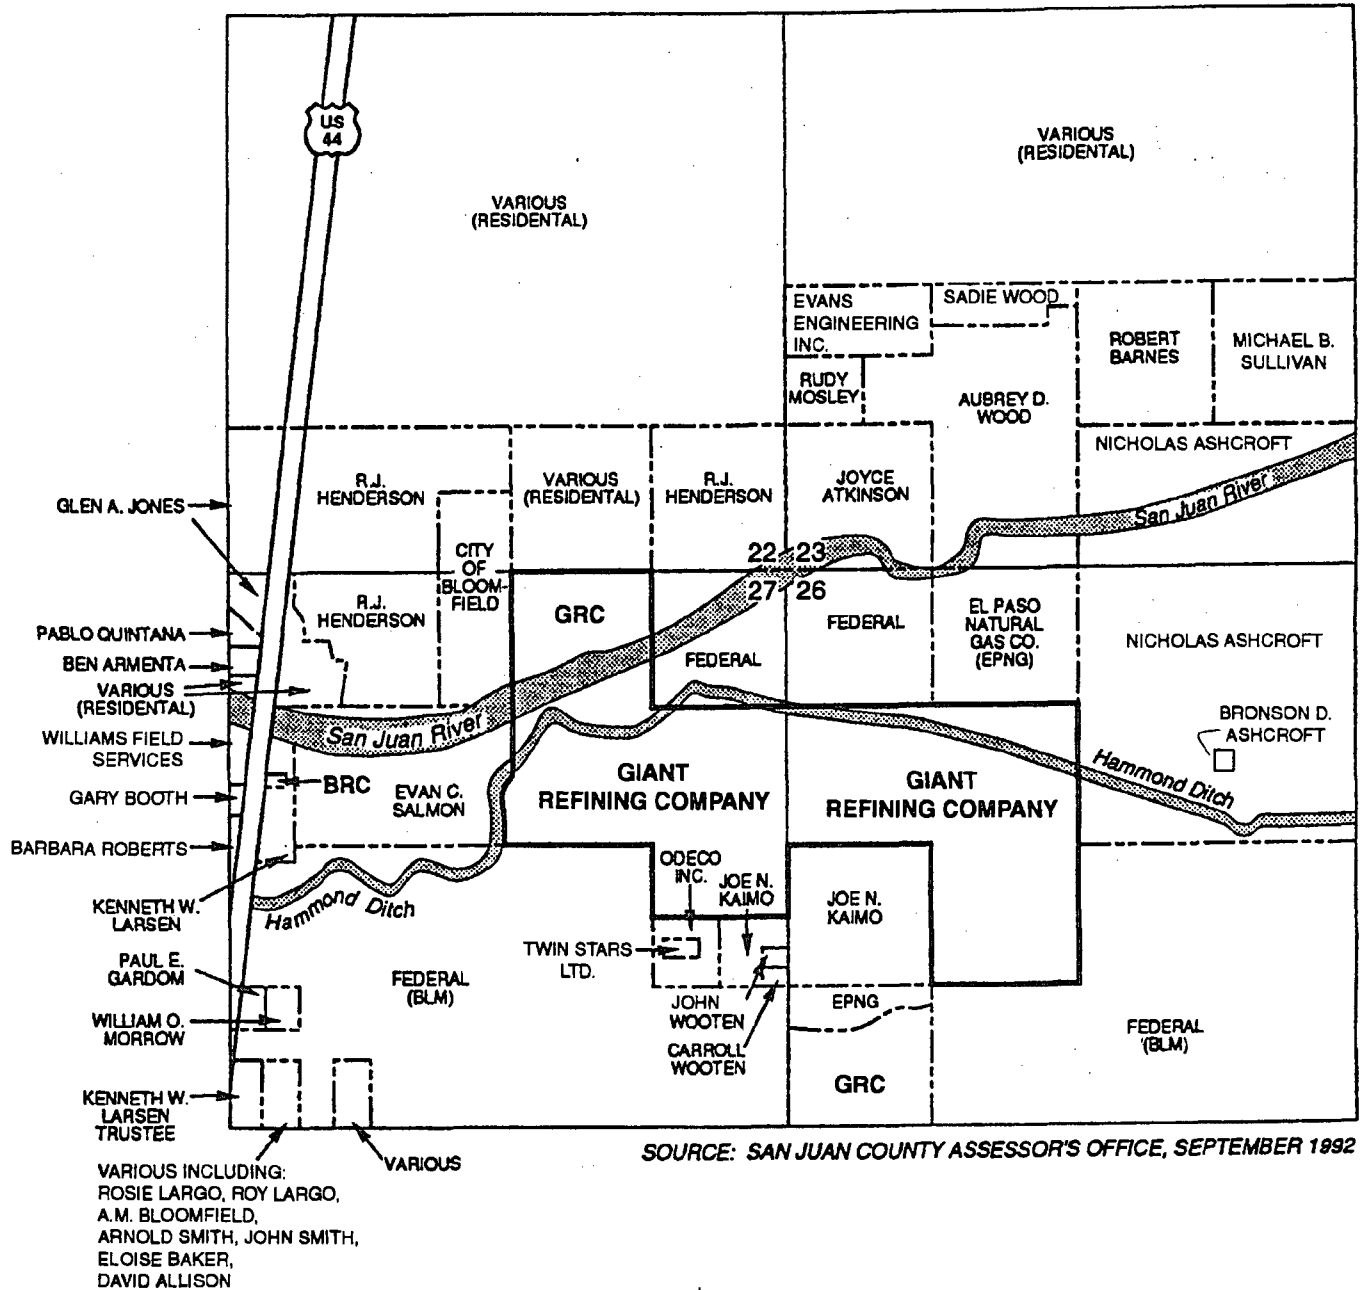 US
44
VARIOUS
(RESIDENTAL)
VARIOUS
(RESIDENTAL)
EVANS
ENGINEERING
INC.
SADIE WOOD
ROBERT
BARNES
MICHAEL B.
SULLIVAN
RUDY
MOSLEY
AUBREY D.
WOOD
NICHOLAS ASHCROFT
R.J.
HENDERSON
VARIOUS
(RESIDENTAL)
R.J.
HENDERSON
JOYCE
ATKINSON
San Juan River
GLEN A. JONES
CITY
OF
BLOOM-
FIELD
22 23
27 26
R.J.
HENDERSON
GRC
FEDERAL
FEDERAL
EL PASO
NATURAL
GAS CO.
(EPNG)
NICHOLAS ASHCROFT
PABLO QUINTANA
BEN ARMENTA
VARIOUS
(RESIDENTAL)
San Juan River
BRONSON D.
ASHCROFT
WILLIAMS FIELD
SERVICES
BRC
EVAN C.
SALMON
GIANT
REFINING COMPANY
GIANT
REFINING COMPANY
Hammond Ditch
GARY BOOTH
BARBARA ROBERTS
KENNETH W.
LARSEN
Hammond Ditch
ODECO
INC.
JOE N.
KAIMO
JOE N.
KAIMO
TWIN STARS
LTD.
PAUL E.
GARDOM
FEDERAL
(BLM)
WILLIAM O.
MORROW
JOHN
WOOTEN
CARROLL
WOOTEN
EPNG
GRC
FEDERAL
(BLM)
KENNETH W.
LARSEN
TRUSTEE
VARIOUS
SOURCE: SAN JUAN COUNTY ASSESSOR'S OFFICE, SEPTEMBER 1992
VARIOUS INCLUDING:
ROSIE LARGO, ROY LARGO,
A.M. BLOOMFIELD,
ARNOLD SMITH, JOHN SMITH,
ELOISE BAKER,
DAVID ALLISON